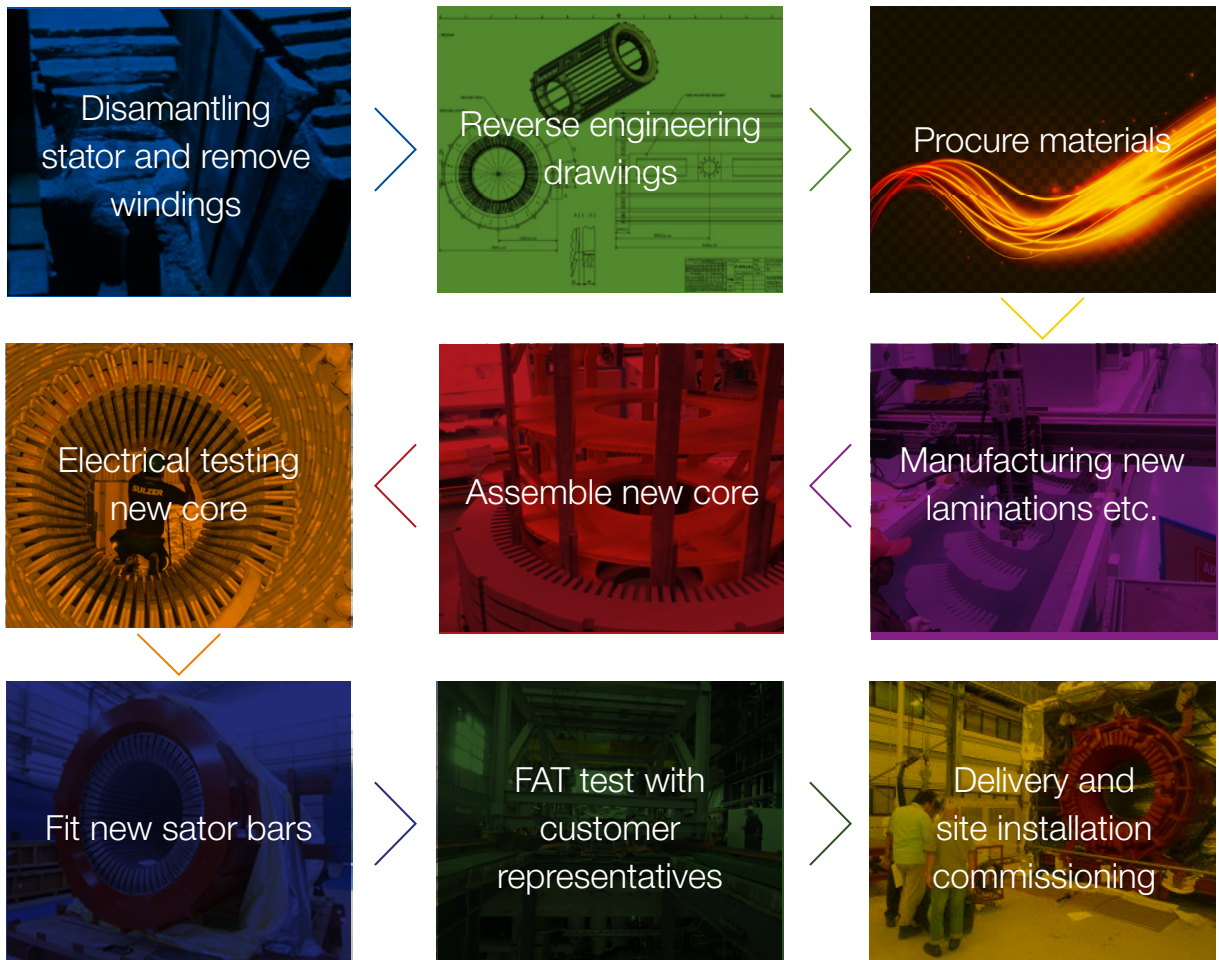 Disamantling
stator and remove
windings
Reverse engineering
drawings
Procure materials
Electrical testing
new core
SULZER
Assemble new core
Manufacturing new
laminations etc.
Fit new sator bars
FAT test with
customer
representatives
Delivery and
site installation
commissioning